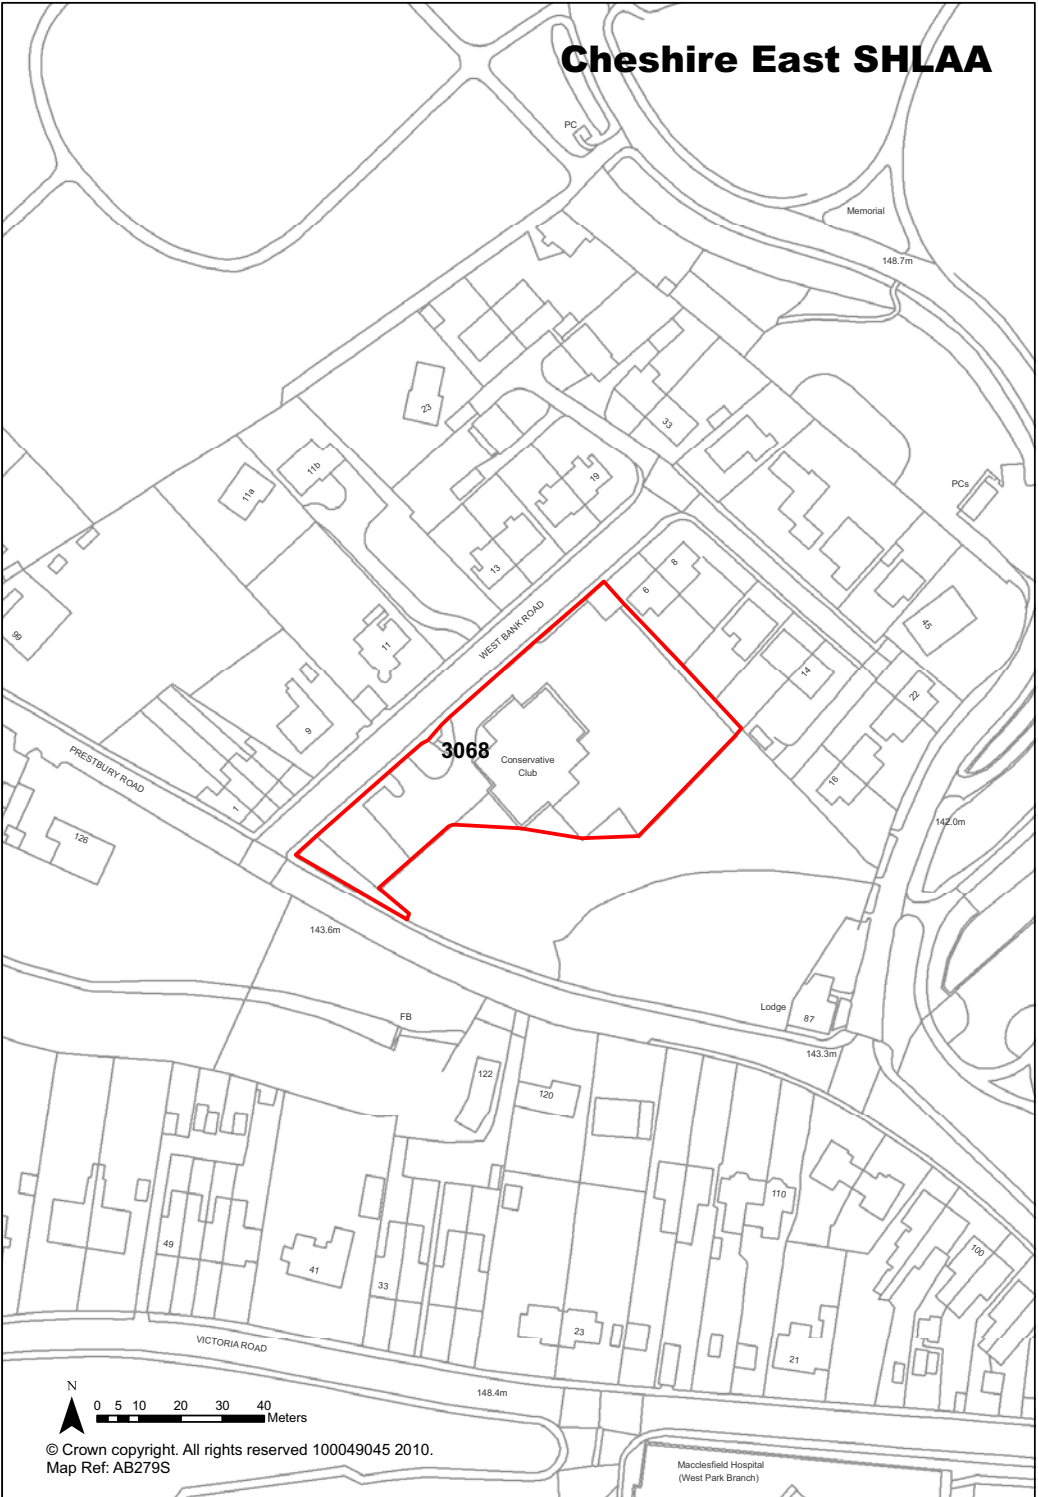 Cheshire East SHLAA
PC
Memorial
148.7m
23
33
11b
11a
19
PCs
13
8
6
WEST BANK ROAD
99
11
45
14
22
9
3068
Conservative
Club
PRESTBURY ROAD
16
1
126
142.0m
143.6m
Lodge
87
FB
143.3m
122
120
110
49
41
33
100
23
21
VICTORIA ROAD
148.4m
N
0 5 10 20 30 40
Meters
© Crown copyright. All rights reserved 100049045 2010.
Map Ref: AB279S
Macclesfield Hospital
(West Park Branch)